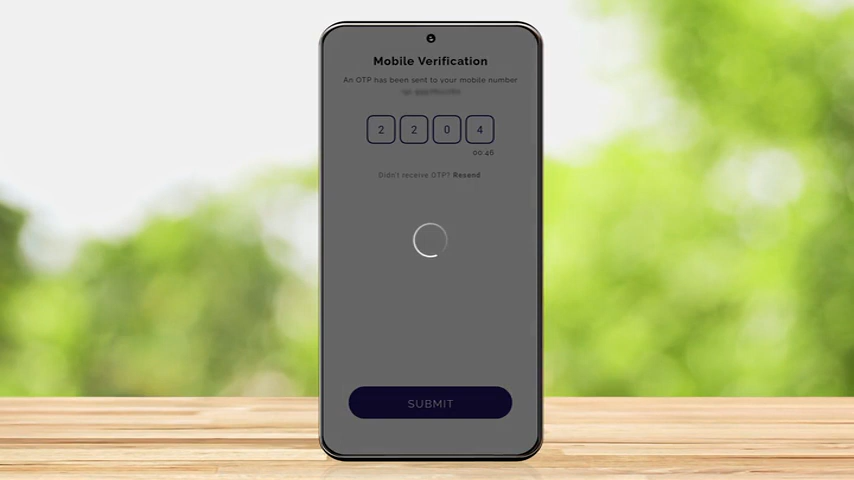 Mobile Verification
An OTP has been sent to your mobile number
2 2 0 4
00:46
Didn't receive OTP? Resend
SUBMIT